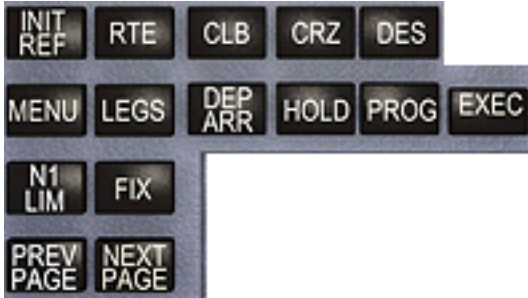 INIT
REF
RTE
CLB
CRZ
DES
MENU
LEGS
DEP
ARR
HOLD
PROG
EXEC
N1
LIM
FIX
PREV
PAGE
NEXT
PAGE